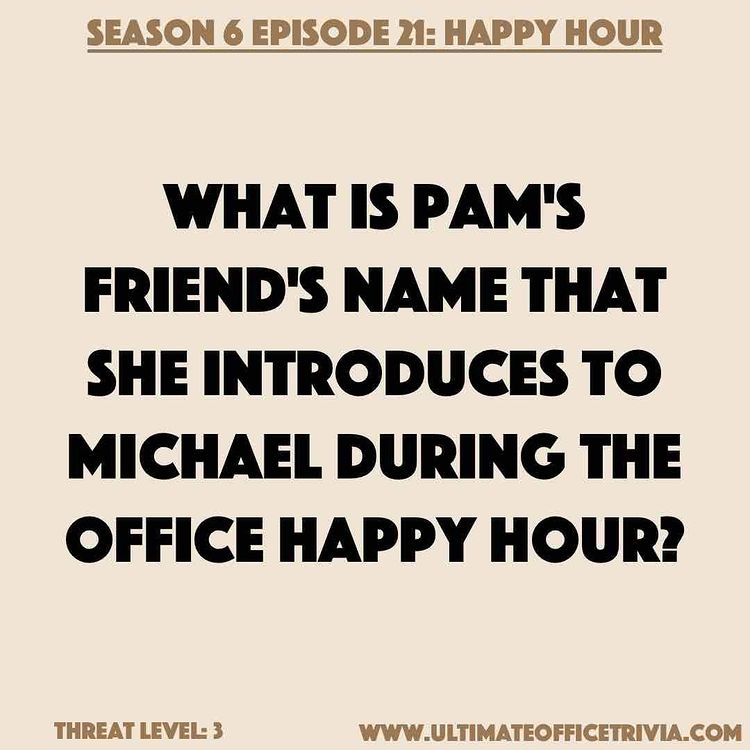 SEASON 6 EPISODE 21: HAPPY HOUR
WHAT IS PAM'S
FRIEND'S NAME THAT
SHE INTRODUCES TO
MICHAEL DURING THE
OFFICE HAPPY HOUR?
THREAT LEVEL: 3
WWW.ULTIMATEOFFICETRIVIA.COM